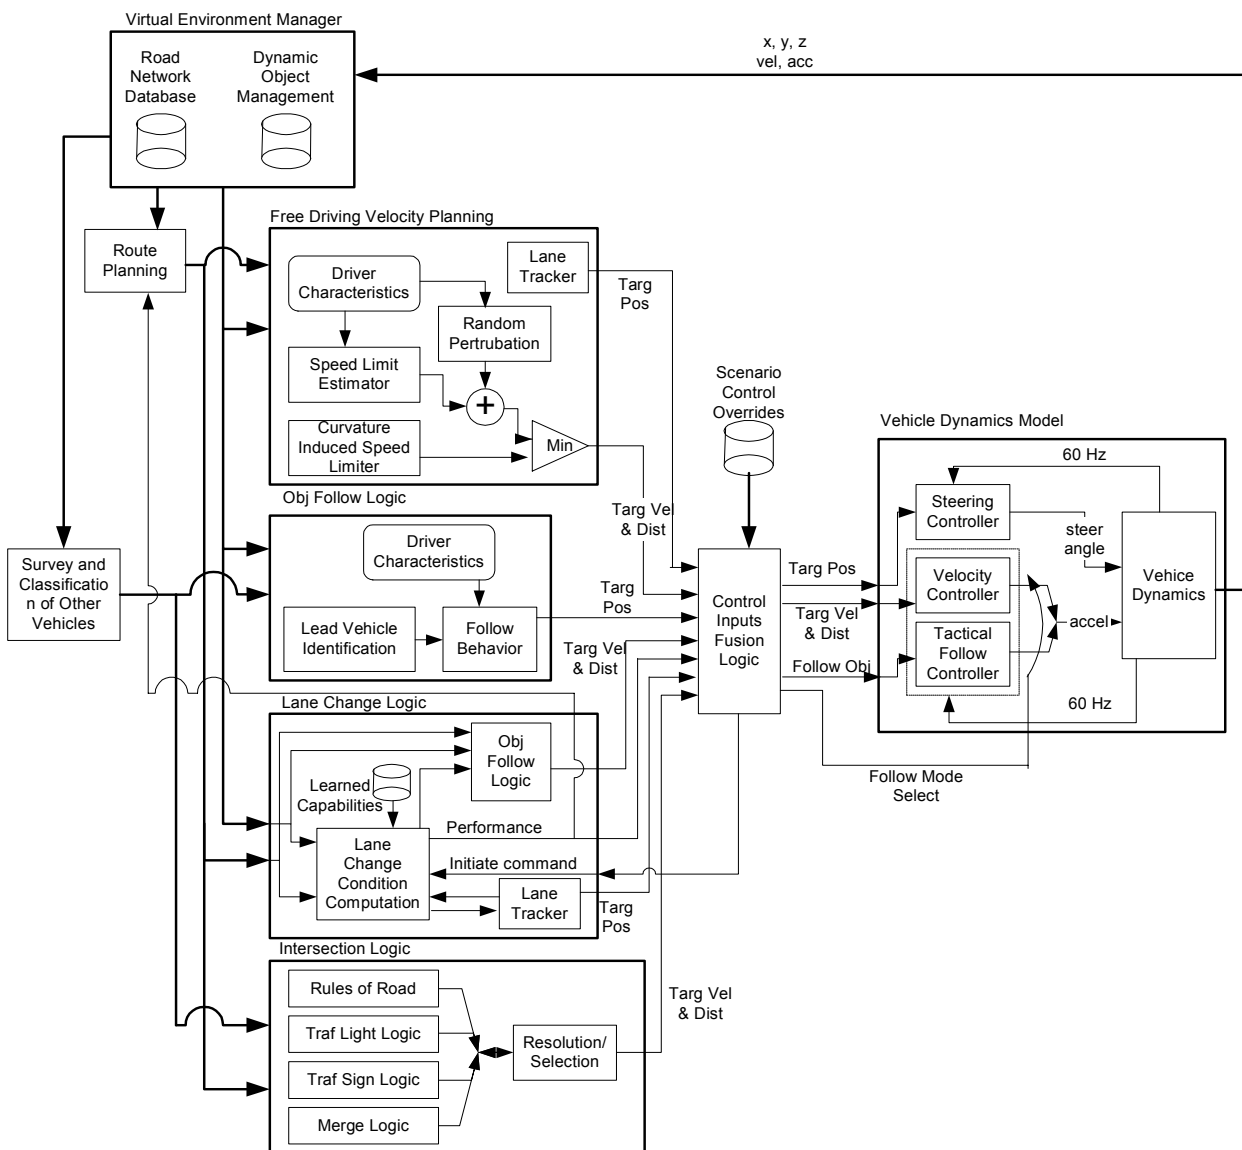 Virtual Environment Manager
Road
Network
Database
Dynamic
Object
Management
x, y, z
vel, acc
Route
Planning
Free Driving Velocity Planning
Driver
Characteristics
Lane
Tracker
Targ
Pos
Random
Pertrubation
Speed Limit
Estimator
+
Curvature
Induced Speed
Limiter
Min
Scenario
Control
Overrides
Targ Vel
& Dist
Obj Follow Logic
Driver
Characteristics
Lead Vehicle
Identification
Follow
Behavior
Targ
Pos
Targ Vel
& Dist
Survey and
Classificatio
n of Other
Vehicles
Control
Inputs
Fusion
Logic
Targ Pos
Targ Vel
& Dist
Follow Obj
Follow Mode
Select
Vehicle Dynamics Model
60 Hz
Steering
Controller
steer
angle
Velocity
Controller
Tactical
Follow
Controller
accel
Vehice
Dynamics
60 Hz
Lane Change Logic
Obj
Follow
Logic
Learned
Capabilities
Performance
Lane
Change
Condition
Computation
Initiate command
Lane
Tracker
Targ
Pos
Intersection Logic
Rules of Road
Traf Light Logic
Traf Sign Logic
Merge Logic
Resolution/
Selection
Targ Vel
& Dist